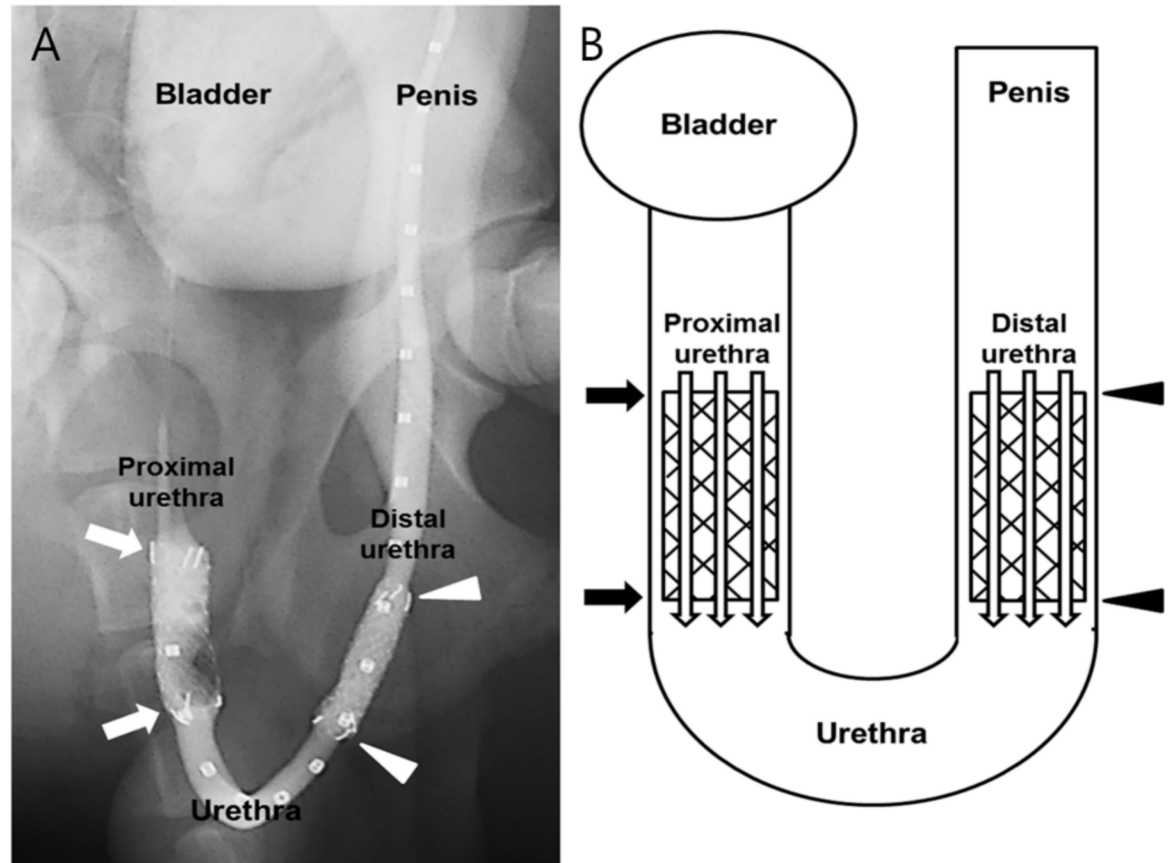 A
Bladder
Penis
Proximal
urethra
Distal
urethra
Urethra
B
Bladder
Penis
Proximal
urethra
Distal
urethra
Urethra